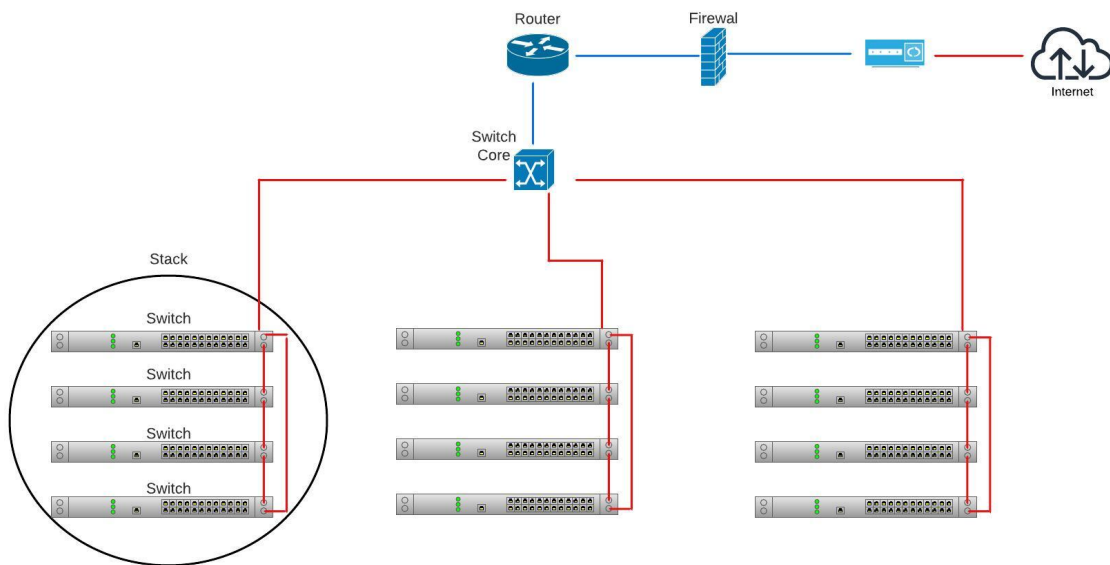 Router
Firewal
Internet
Switch
Core
Stack
Switch
Switch
Switch
Switch